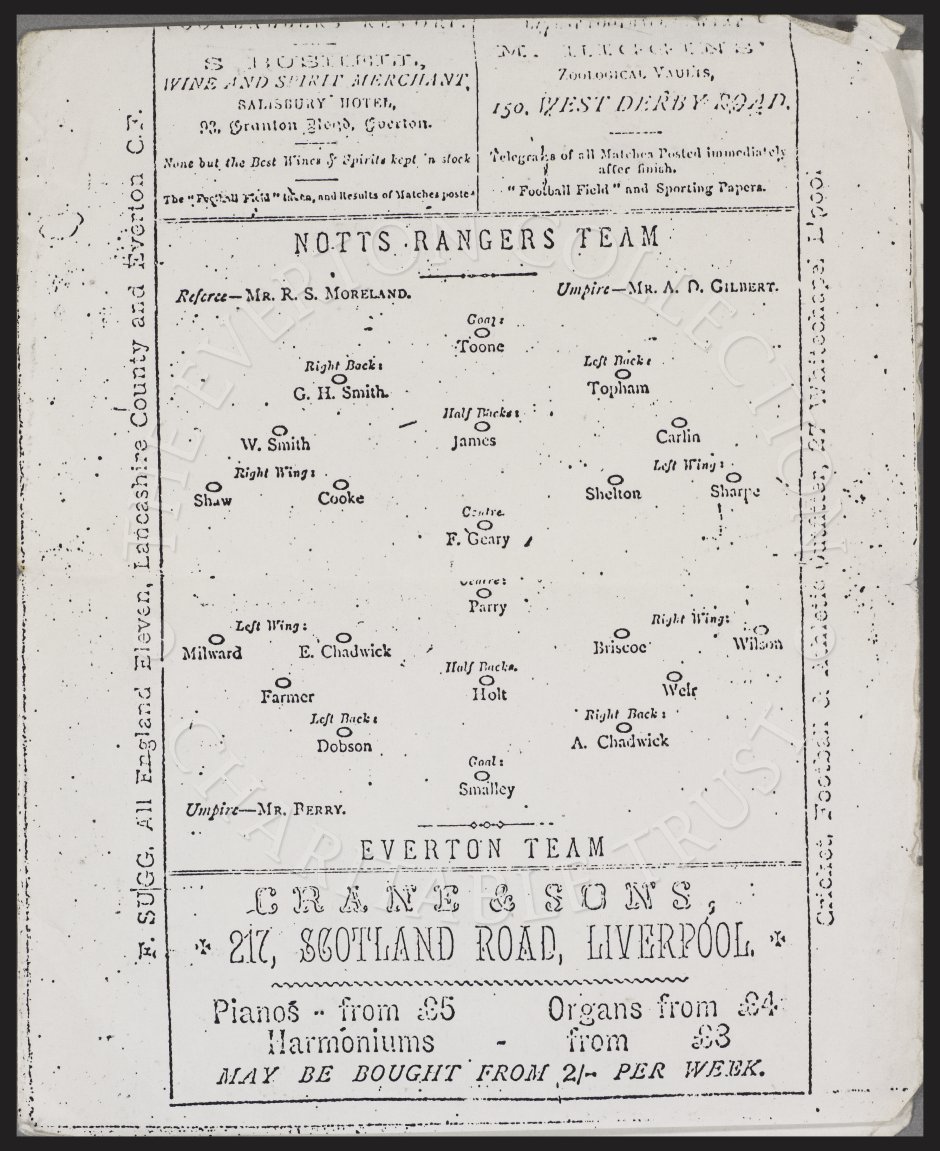 S.
WINE AND SPIRIT MERCHANT,
SALISBURY HOTEL,
93, Granton Road, Everton.
None but the Best Wines & Spirits kept in stock
The "Football Field" taken, and Results of Matches posted
ZOOLOGICAL VAULTS,
150, WEST DERBY ROAD.
Telegrams of all Matches Posted immediately
after finish.
"Football Field" and Sporting Papers.
F. SUGG, All England Eleven, Lancashire County and Everton C.F.
NOTTS RANGERS TEAM
Referee—MR. R. S. MORELAND. Umpire—MR. A. D. GILBERT.
Goal:
Toone
Right Back: Left Back:
G. H. Smith. Topham
Half Backs:
W. Smith James Carlin
Right Wing: Left Wing:
Shaw Cooke Shelton Sharpe
Centre.
F. Geary
Centre:
Parry
Left Wing: Right Wing:
Milward E. Chadwick Briscoe Wilson
Half Backs.
Farmer Holt Weir
Left Back: Right Back:
Dobson A. Chadwick
Goal:
Smalley
Umpire—MR. BERRY.
EVERTON TEAM
Cricket, Football & Athletic Outfitter, 27 Whitechapel L'pool
CRANE & SONS,
217, SCOTLAND ROAD, LIVERPOOL.
Pianos - from £5 Organs from £4
Harmoniums - from £3
MAY BE BOUGHT FROM 2/- PER WEEK.
THE EVERTON COLLECTION
CHARITABLE TRUST